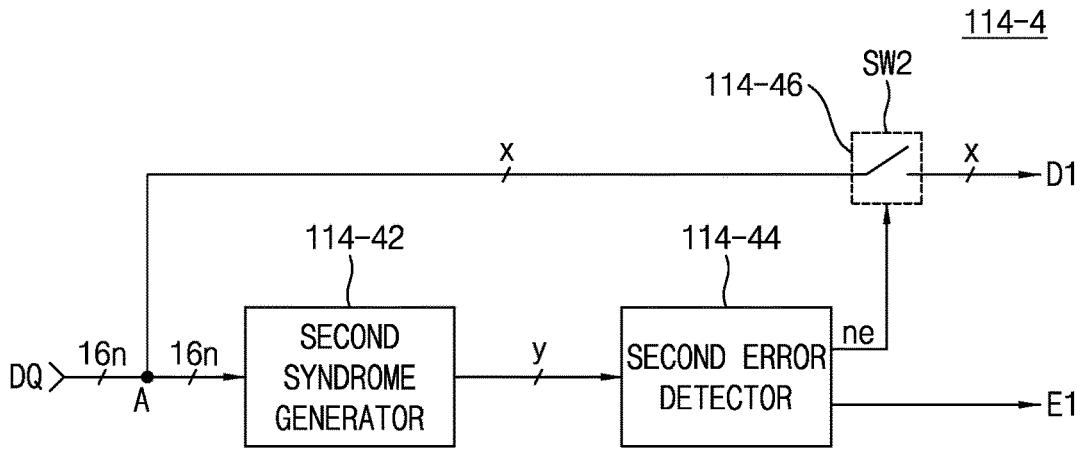 114-4
SW2
114-46
x
x
D1
114-42
114-44
16n
16n
DQ
A
SECOND
SYNDROME
GENERATOR
y
SECOND ERROR
DETECTOR
ne
E1